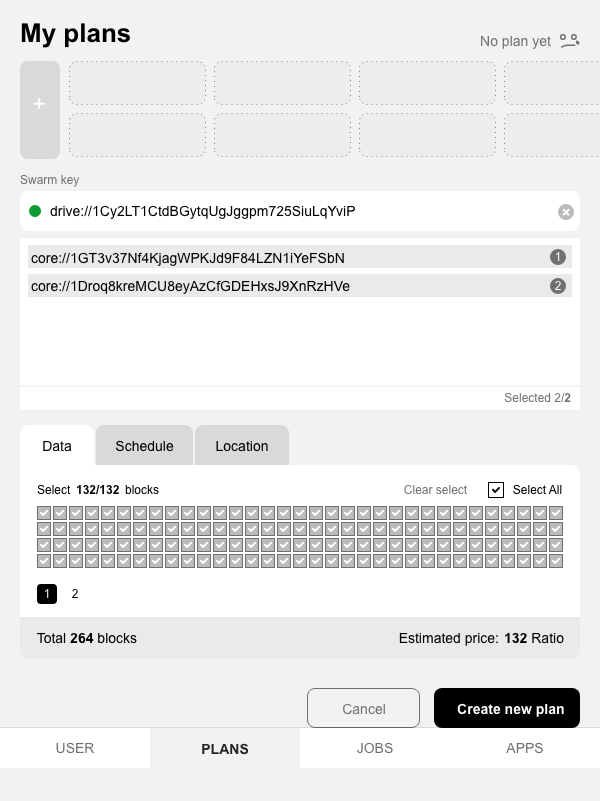 My plans
No plan yet
+
Swarm key
drive://1Cy2LT1CtdBGytqUgJggpm725SiuLqYviP
core://1GT3v37Nf4KjagWPKJd9F84LZN1iYeFSbN 1
core://1Droq8kreMCU8eyAzCfGDEHxsJ9XnRzHVe 2
Selected 2/2
Data Schedule Location
Select 132/132 blocks Clear select Select All
1 2
Total 264 blocks Estimated price: 132 Ratio
Cancel Create new plan
USER PLANS JOBS APPS